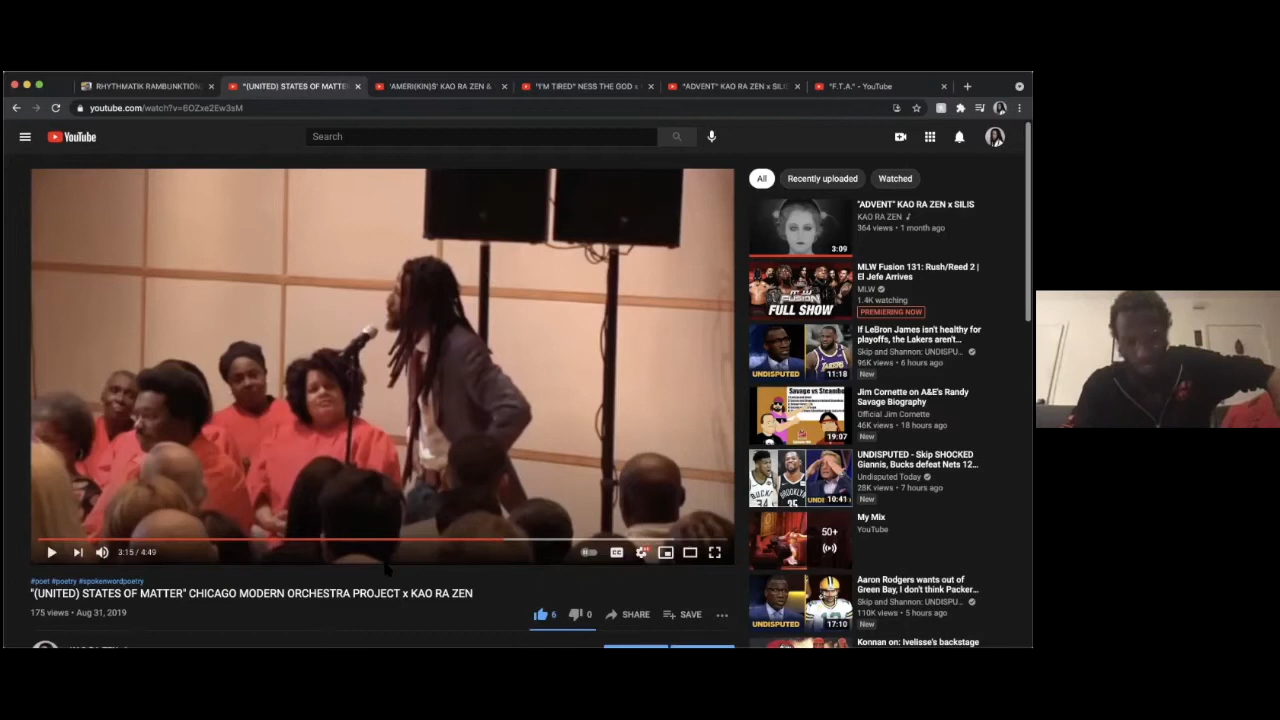 RHYTHMATIK RAMBUNKTION
"(UNITED) STATES OF MATTE
'AMERI(KIN)S' KAO RA ZEN &
"I'M TIRED" NESS THE GOD x
"ADVENT" KAO RA ZEN x SILI
"F.T.A." - YouTube
youtube.com/watch?v=6OZxe2Ew3sM
YouTube
Search
All
Recently uploaded
Watched
"ADVENT" KAO RA ZEN x SILIS
KAO RA ZEN
364 views • 1 month ago
3:09
MLW Fusion 131: Rush/Reed 2 |
El Jefe Arrives
MLW
1.4K watching
PREMIERING NOW
FULL SHOW
If LeBron James isn't healthy for
playoffs, the Lakers aren't...
Skip and Shannon: UNDISPU...
96K views • 6 hours ago
New
UNDISPUTED
11:18
Jim Cornette on A&E's Randy
Savage Biography
Official Jim Cornette
46K views • 18 hours ago
New
19:07
UNDISPUTED - Skip SHOCKED
Giannis, Bucks defeat Nets 12...
Undisputed Today
28K views • 7 hours ago
New
10:41
My Mix
YouTube
50+
Aaron Rodgers wants out of
Green Bay, I don't think Packer...
Skip and Shannon: UNDISPU...
110K views • 5 hours ago
New
UNDISPUTED
17:10
Konnan on: Ivelisse's backstage
3:15 / 4:49
CC
#poet #poetry #spokenwordpoetry
"(UNITED) STATES OF MATTER" CHICAGO MODERN ORCHESTRA PROJECT x KAO RA ZEN
175 views • Aug 31, 2019
6
0
SHARE
SAVE